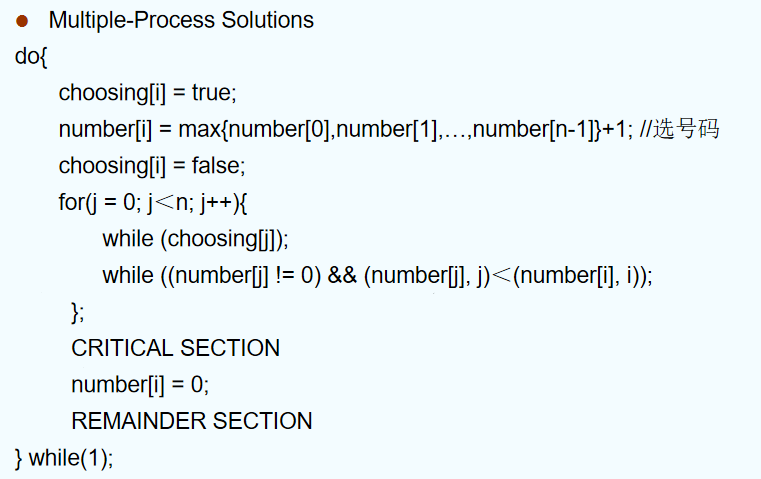 ● Multiple-Process Solutions
do{
choosing[i] = true;
number[i] = max{number[0],number[1],…,number[n-1]}+1; //选号码
choosing[i] = false;
for(j = 0; j＜n; j++){
while (choosing[j]);
while ((number[j] != 0) && (number[j], j)＜(number[i], i));
};
CRITICAL SECTION
number[i] = 0;
REMAINDER SECTION
} while(1);